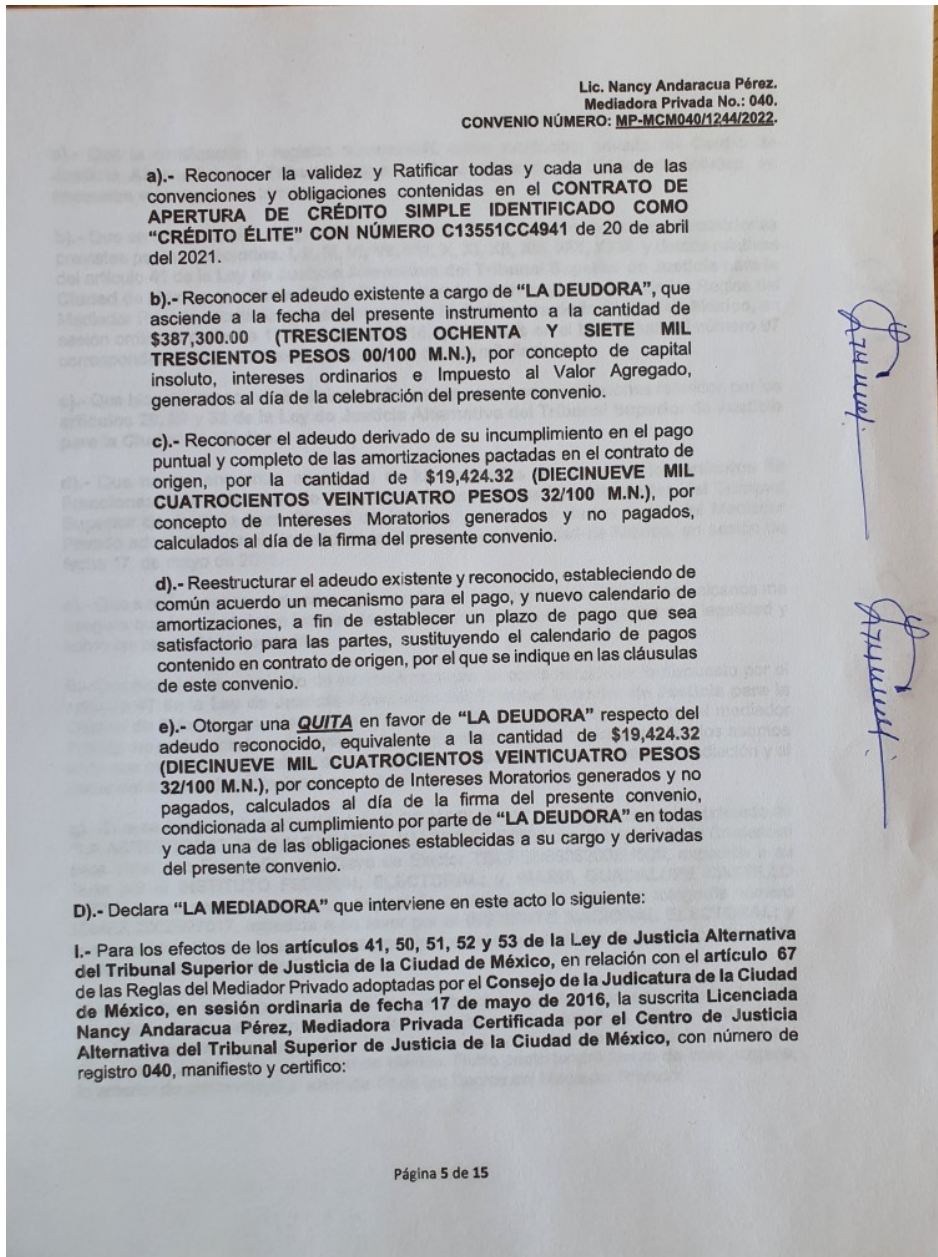 Lic. Nancy Andaracua Pérez.
Mediadora Privada No.: 040.
CONVENIO NÚMERO: MP-MCM040/1244/2022.
a).- Reconocer la validez y Ratificar todas y cada una de las
convenciones y obligaciones contenidas en el CONTRATO DE
APERTURA DE CRÉDITO SIMPLE IDENTIFICADO COMO
“CRÉDITO ÉLITE” CON NÚMERO C13551CC4941 de 20 de abril
del 2021.
b).- Reconocer el adeudo existente a cargo de “LA DEUDORA”, que
asciende a la fecha del presente instrumento a la cantidad de
$387,300.00 (TRESCIENTOS OCHENTA Y SIETE MIL
TRESCIENTOS PESOS 00/100 M.N.), por concepto de capital
insoluto, intereses ordinarios e Impuesto al Valor Agregado,
generados al día de la celebración del presente convenio.
c).- Reconocer el adeudo derivado de su incumplimiento en el pago
puntual y completo de las amortizaciones pactadas en el contrato de
origen, por la cantidad de $19,424.32 (DIECINUEVE MIL
CUATROCIENTOS VEINTICUATRO PESOS 32/100 M.N.), por
concepto de Intereses Moratorios generados y no pagados,
calculados al día de la firma del presente convenio.
d).- Reestructurar el adeudo existente y reconocido, estableciendo de
común acuerdo un mecanismo para el pago, y nuevo calendario de
amortizaciones, a fin de establecer un plazo de pago que sea
satisfactorio para las partes, sustituyendo el calendario de pagos
contenido en contrato de origen, por el que se indique en las cláusulas
de este convenio.
e).- Otorgar una QUITA en favor de “LA DEUDORA” respecto del
adeudo reconocido, equivalente a la cantidad de $19,424.32
(DIECINUEVE MIL CUATROCIENTOS VEINTICUATRO PESOS
32/100 M.N.), por concepto de Intereses Moratorios generados y no
pagados, calculados al día de la firma del presente convenio,
condicionada al cumplimiento por parte de “LA DEUDORA” en todas
y cada una de las obligaciones establecidas a su cargo y derivadas
del presente convenio.
D).- Declara “LA MEDIADORA” que interviene en este acto lo siguiente:
I.- Para los efectos de los artículos 41, 50, 51, 52 y 53 de la Ley de Justicia Alternativa
del Tribunal Superior de Justicia de la Ciudad de México, en relación con el artículo 67
de las Reglas del Mediador Privado adoptadas por el Consejo de la Judicatura de la Ciudad
de México, en sesión ordinaria de fecha 17 de mayo de 2016, la suscrita Licenciada
Nancy Andaracua Pérez, Mediadora Privada Certificada por el Centro de Justicia
Alternativa del Tribunal Superior de Justicia de la Ciudad de México, con número de
registro 040, manifiesto y certifico:
Página 5 de 15